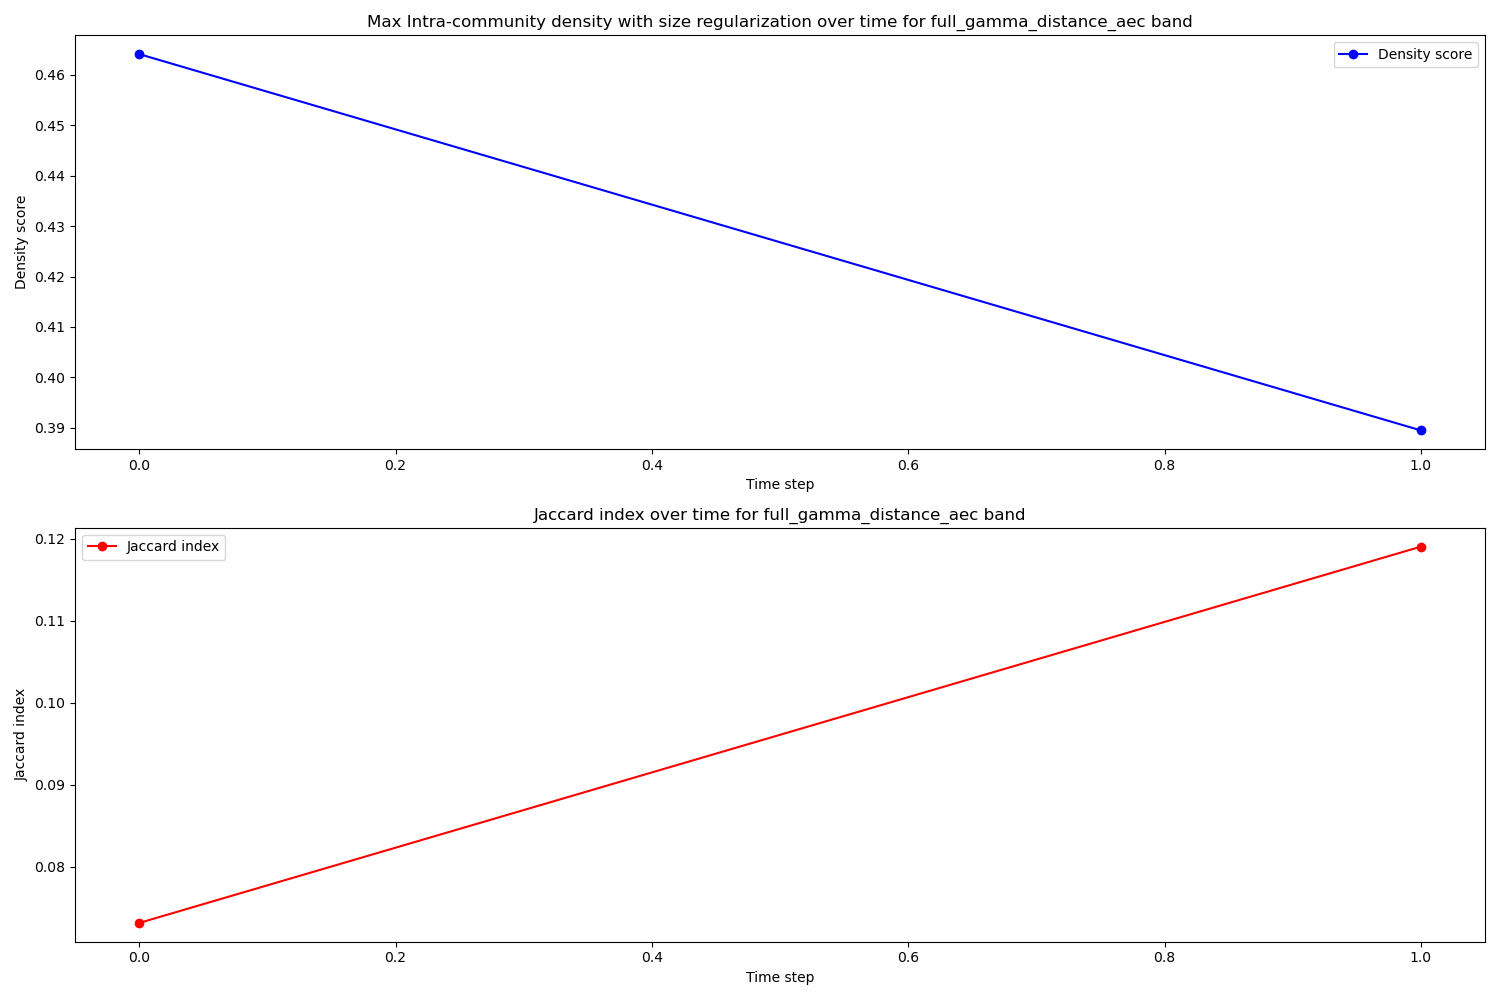 Max Intra-community density with size regularization over time for full_gamma_distance_aec band
Density score
0.46
0.45
0.44
0.43
0.42
0.41
0.40
0.39
Density score
0.0 0.2 0.4 0.6 0.8 1.0
Time step
Jaccard index over time for full_gamma_distance_aec band
Jaccard index
0.12
0.11
0.10
0.09
0.08
Jaccard index
0.0 0.2 0.4 0.6 0.8 1.0
Time step